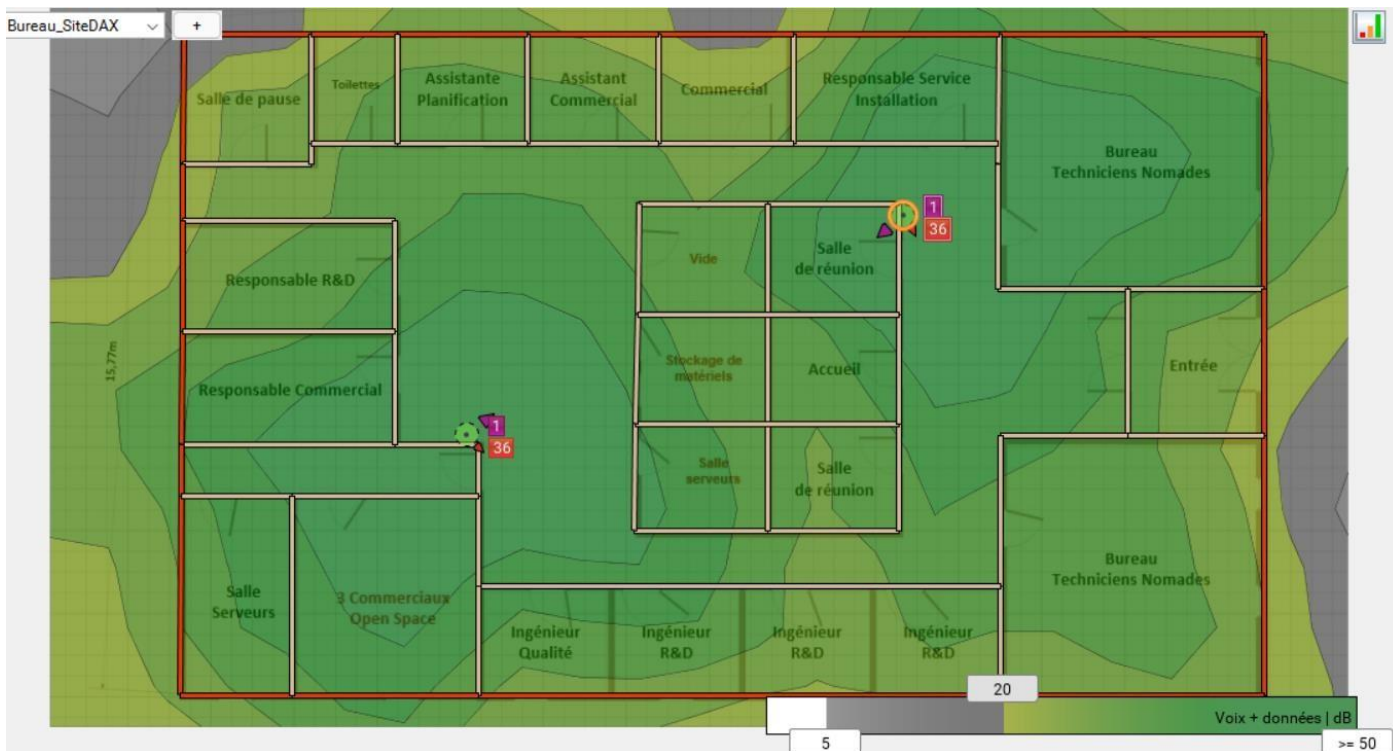 Bureau_SiteDAX
+
Salle de pause
Toilettes
Assistante
Planification
Assistant
Commercial
Commercial
Responsable Service
Installation
Bureau
Techniciens Nomades
1
36
Vide
Salle
de réunion
Responsable R&D
15,77m
Stockage de
matériels
Accueil
Entrée
Responsable Commercial
1
36
Salle
serveurs
Salle
de réunion
Salle
Serveurs
3 Commerciaux
Open Space
Bureau
Techniciens Nomades
Ingénieur
Qualité
Ingénieur
R&D
Ingénieur
R&D
Ingénieur
R&D
20
Voix + données | dB
5
>= 50